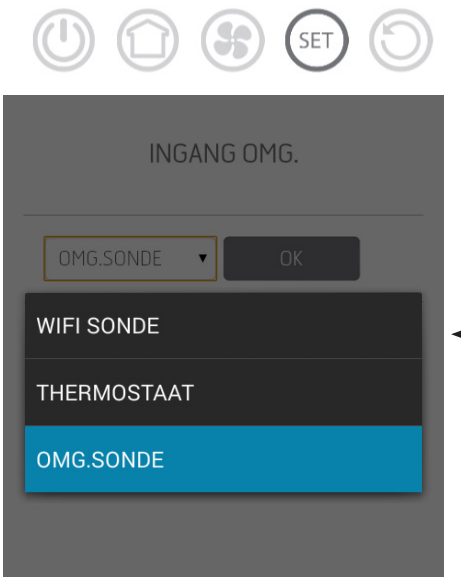 SET
INGANG OMG.
OMG.SONDE OK
WIFI SONDE
THERMOSTAAT
OMG.SONDE